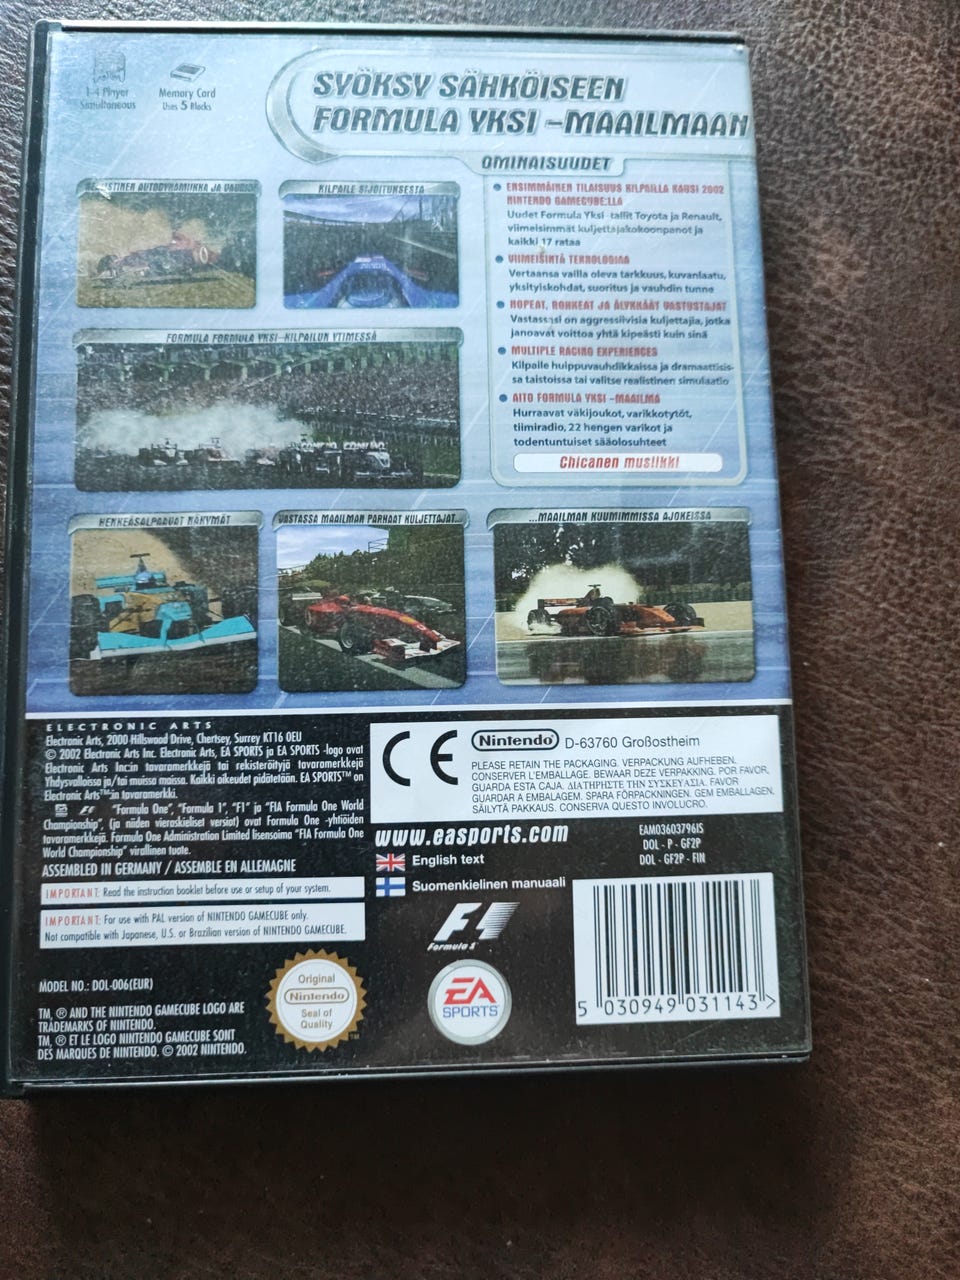 1-4 Player
Simultaneous
Memory Card
Uses 5 Blocks
SYÖKSY SÄHKÖISEEN
FORMULA YKSI -MAAILMAAN
REALISTINEN AUTODYNAMIIKKA JA VAURIOT
KILPAILE SIJOITUKSESTA
FORMULA FORMULA YKSI-KILPAILUN YTIMESSÄ
HENKEÄSALPAAVAT NÄKYMÄT
VASTASSA MAAILMAN PARHAAT KULJETTAJAT...
...MAAILMAN KUUMIMMISSA AJOKEISSA
OMINAISUUDET
ENSIMMÄINEN TILAISUUS KILPAILLA KAUSI 2002
NINTENDO GAMECUBE:LLA
Uudet Formula Yksi -tallit Toyota ja Renault,
viimeisimmät kuljettajakokoonpanot ja
kaikki 17 rataa
VIIMEISINTÄ TEKNOLOGIAA
Vertaansa vailla oleva tarkkuus, kuvanlaatu,
yksityiskohdat, suoritus ja vauhdin tunne
NOPEAT, ROHKEAT JA ÄLYKKÄÄT VASTUSTAJAT
Vastassasi on aggressiivisia kuljettajia, jotka
janoavat voittoa yhtä kipeästi kuin sinä
MULTIPLE RACING EXPERIENCES
Kilpaile huippuvauhdikkaissa ja dramaattisis-
sa taistoissa tai valitse realistinen simulaatio
AITO FORMULA YKSI -MAAILMA
Hurraavat väkijoukot, varikkotytöt,
tiimiradio, 22 hengen varikot ja
todentuntuiset sääolosuhteet
Chicanen musiikki
ELECTRONIC ARTS
Electronic Arts, 2000 Hillswood Drive, Chertsey, Surrey KT16 0EU
© 2002 Electronic Arts Inc. Electronic Arts, EA SPORTS ja EA SPORTS -logo ovat
Electronic Arts Inc:in tavaramerkkejä tai rekisteröityjä tavaramerkkejä
Yhdysvalloissa ja/tai muissa maissa. Kaikki oikeudet pidätetään. EA SPORTS™ on
Electronic Arts™:in tavaramerkki.
F1 "Formula One", "Formula 1", "F1" ja "FIA Formula One World
Championship", (ja niiden vieraskieliset versiot) ovat Formula One -yhtiöiden
tavaramerkkejä. Formula One Administration Limited lisensoima "FIA Formula One
World Championship" virallinen tuote.
ASSEMBLED IN GERMANY / ASSEMBLE EN ALLEMAGNE
IMPORTANT: Read the instruction booklet before use or setup of your system.
IMPORTANT: For use with PAL version of NINTENDO GAMECUBE only.
Not compatible with Japanese, U.S. or Brazilian version of NINTENDO GAMECUBE.
MODEL NO.: DOL-006(EUR)
TM, ® AND THE NINTENDO GAMECUBE LOGO ARE
TRADEMARKS OF NINTENDO.
TM, ® ET LE LOGO NINTENDO GAMECUBE SONT
DES MARQUES DE NINTENDO. © 2002 NINTENDO.
CE
Nintendo D-63760 Großostheim
PLEASE RETAIN THE PACKAGING. VERPACKUNG AUFHEBEN.
CONSERVER L'EMBALLAGE. BEWAAR DEZE VERPAKKING. POR FAVOR,
GUARDA ESTA CAJA. ΔΙΑΤΗΡΗΣΤΕ ΤΗΝ ΣΥΣΚΕΥΑΣΙΑ. FAVOR
GUARDAR A EMBALAGEM. SPARA FÖRPACKNINGEN. GEM EMBALLAGEN.
SÄILYTÄ PAKKAUS. CONSERVA QUESTO INVOLUCRO.
www.easports.com
English text
Suomenkielinen manuaali
EAM03603796IS
DOL - P - GF2P
DOL - GF2P - FIN
F1
Formula 1
EA
SPORTS
Original
Nintendo
Seal of
Quality
5 030949 031143 >